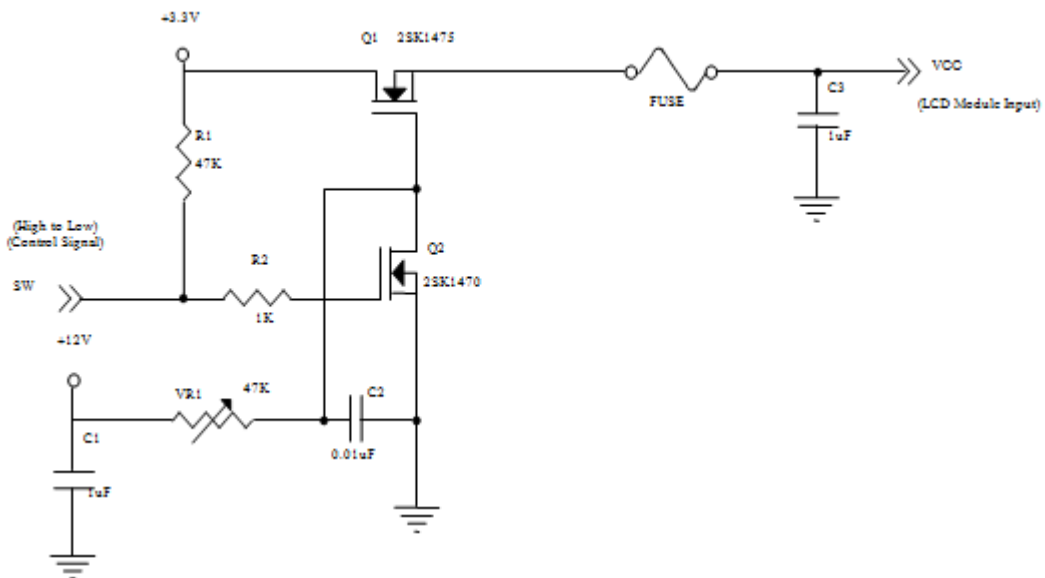 +3.3V
Q1 2SK1475
VCC
FUSE
C3
(LCD Module Input)
R1
1uF
47K
(High to Low)
(Control Signal)
Q2
R2
SW
2SK1470
1K
+12V
VR1
47K
C2
C1
0.01uF
1uF